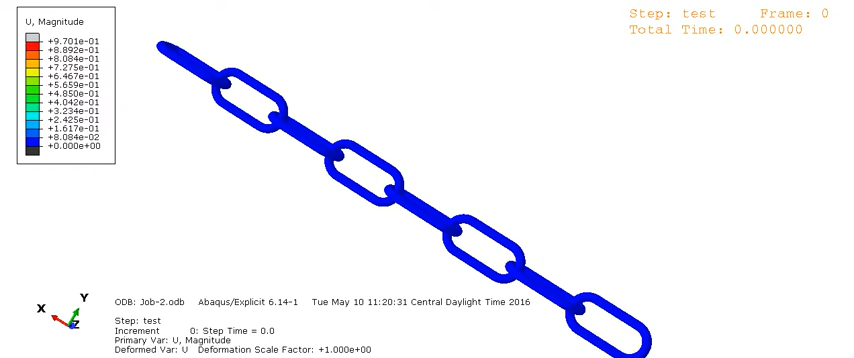 U, Magnitude
+9.701e-01
+8.892e-01
+8.084e-01
+7.275e-01
+6.467e-01
+5.659e-01
+4.850e-01
+4.042e-01
+3.234e-01
+2.425e-01
+1.617e-01
+8.084e-02
+0.000e+00
Step: test Frame: 0
Total Time: 0.000000
Y
X
Z
ODB: Job-2.odb Abaqus/Explicit 6.14-1 Tue May 10 11:20:31 Central Daylight Time 2016
Step: test
Increment 0: Step Time = 0.0
Primary Var: U, Magnitude
Deformed Var: U Deformation Scale Factor: +1.000e+00